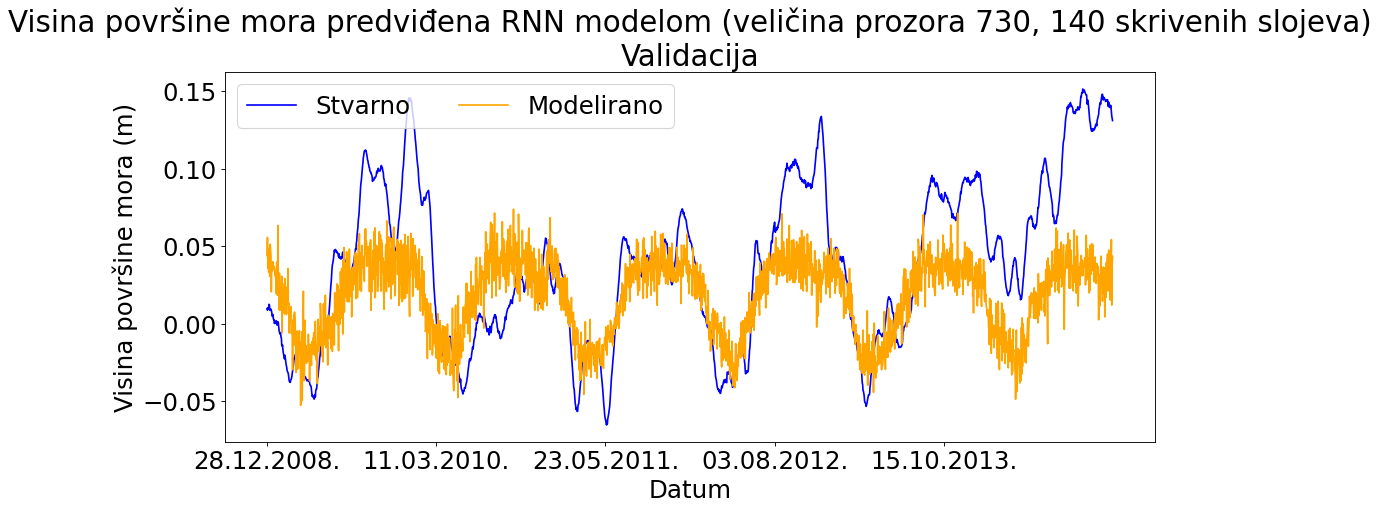 Visina površine mora predviđena RNN modelom (veličina prozora 730, 140 skrivenih slojeva)
Validacija
Stvarno Modelirano
Visina površine mora (m)
0.15
0.10
0.05
0.00
−0.05
28.12.2008. 11.03.2010. 23.05.2011. 03.08.2012. 15.10.2013.
Datum